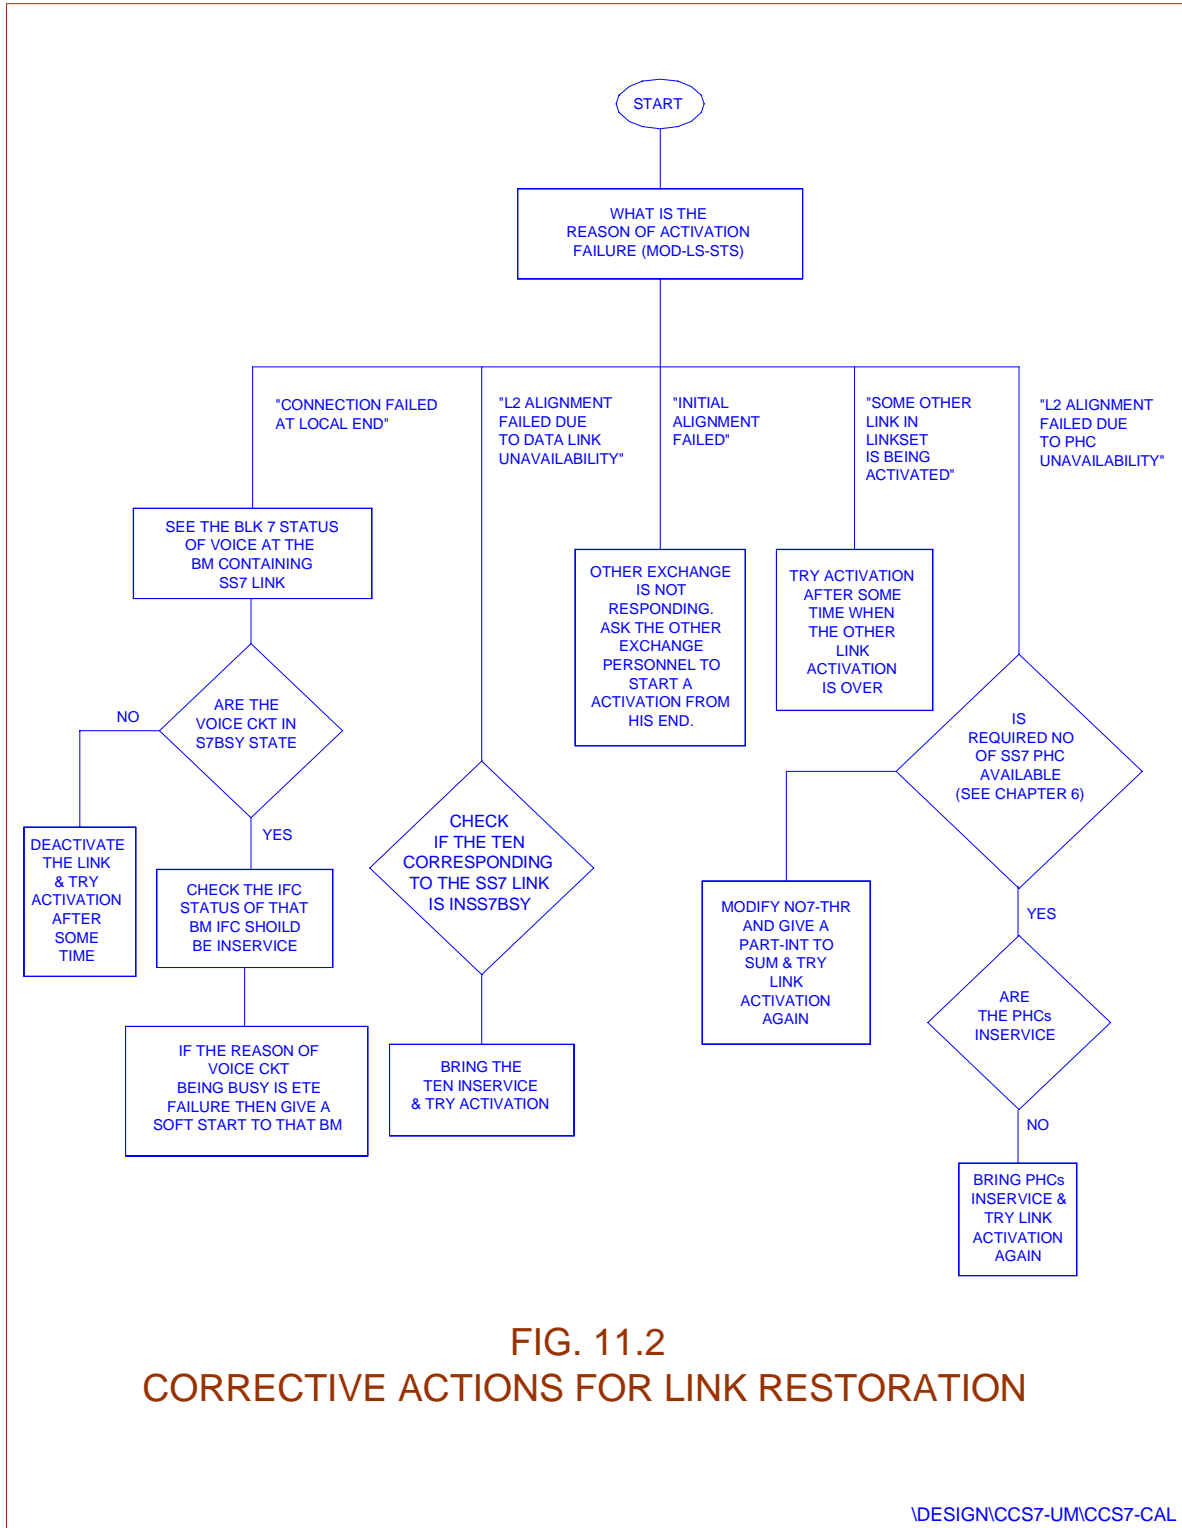 START
WHAT IS THE
REASON OF ACTIVATION
FAILURE (MOD-LS-STS)
"CONNECTION FAILED
AT LOCAL END"
"L2 ALIGNMENT
FAILED DUE
TO DATA LINK
UNAVAILABILITY"
"INITIAL
ALIGNMENT
FAILED"
"SOME OTHER
LINK IN
LINKSET
IS BEING
ACTIVATED"
"L2 ALIGNMENT
FAILED DUE
TO PHC
UNAVAILABILITY"
SEE THE BLK 7 STATUS
OF VOICE AT THE
BM CONTAINING
SS7 LINK
OTHER EXCHANGE
IS NOT
RESPONDING.
ASK THE OTHER
EXCHANGE
PERSONNEL TO
START A
ACTIVATION FROM
HIS END.
TRY ACTIVATION
AFTER SOME
TIME WHEN
THE OTHER
LINK
ACTIVATION
IS OVER
ARE THE
VOICE CKT IN
S7BSY STATE
NO
YES
IS
REQUIRED NO
OF SS7 PHC
AVAILABLE
(SEE CHAPTER 6)
DEACTIVATE
THE LINK
& TRY
ACTIVATION
AFTER
SOME
TIME
CHECK THE IFC
STATUS OF THAT
BM IFC SHOILD
BE INSERVICE
CHECK
IF THE TEN
CORRESPONDING
TO THE SS7 LINK
IS INSS7BSY
MODIFY NO7-THR
AND GIVE A
PART-INT TO
SUM & TRY
LINK
ACTIVATION
AGAIN
YES
ARE
THE PHCs
INSERVICE
IF THE REASON OF
VOICE CKT
BEING BUSY IS ETE
FAILURE THEN GIVE A
SOFT START TO THAT BM
BRING THE
TEN INSERVICE
& TRY ACTIVATION
NO
BRING PHCs
INSERVICE &
TRY LINK
ACTIVATION
AGAIN
FIG. 11.2
CORRECTIVE ACTIONS FOR LINK RESTORATION
\DESIGN\CCS7-UM\CCS7-CAL